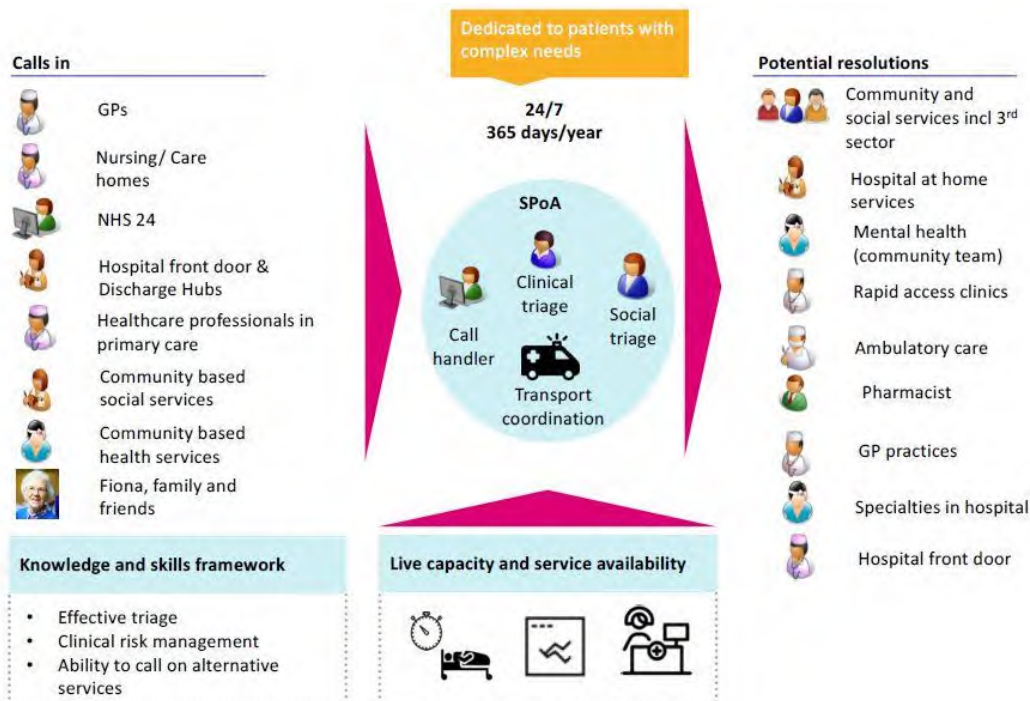 Dedicated to patients with
complex needs
Calls in
GPs
Nursing/ Care
homes
NHS 24
Hospital front door &
Discharge Hubs
Healthcare professionals in
primary care
Community based
social services
Community based
health services
Fiona, family and
friends
24/7
365 days/year
SPoA
Clinical
triage
Call
handler
Social
triage
Transport
coordination
Potential resolutions
Community and
social services incl 3rd
sector
Hospital at home
services
Mental health
(community team)
Rapid access clinics
Ambulatory care
Pharmacist
GP practices
Specialties in hospital
Hospital front door
Knowledge and skills framework
• Effective triage
• Clinical risk management
• Ability to call on alternative
services
Live capacity and service availability